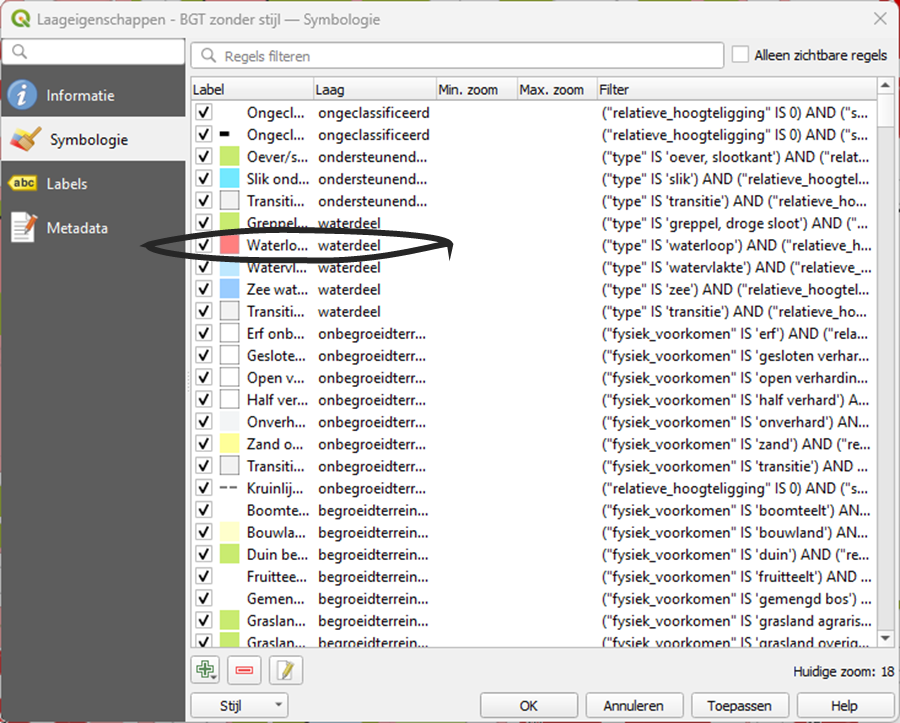 Laageigenschappen - BGT zonder stijl — Symbologie
Regels filteren
Alleen zichtbare regels
Informatie
Symbologie
abc Labels
Metadata
Label Laag Min. zoom Max. zoom Filter
Ongecl... ongeclassificeerd ("relatieve_hoogteligging" IS 0) AND ("s...
Ongecl... ongeclassificeerd ("relatieve_hoogteligging" IS 0) AND ("s...
Oever/s... ondersteunend... ("type" IS 'oever, slootkant') AND ("relat...
Slik ond... ondersteunend... ("type" IS 'slik') AND ("relatieve_hoogtel...
Transiti... ondersteunend... ("type" IS 'transitie') AND ("relatieve_ho...
Greppel... waterdeel ("type" IS 'greppel, droge sloot') AND ("...
Waterlo... waterdeel ("type" IS 'waterloop') AND ("relatieve_h...
Watervl... waterdeel ("type" IS 'watervlakte') AND ("relatieve_...
Zee wat... waterdeel ("type" IS 'zee') AND ("relatieve_hoogtel...
Transiti... waterdeel ("type" IS 'transitie') AND ("relatieve_ho...
Erf onb... onbegroeidterr... ("fysiek_voorkomen" IS 'erf') AND ("rela...
Geslote... onbegroeidterr... ("fysiek_voorkomen" IS 'gesloten verhar...
Open v... onbegroeidterr... ("fysiek_voorkomen" IS 'open verhardin...
Half ver... onbegroeidterr... ("fysiek_voorkomen" IS 'half verhard') A...
Onverh... onbegroeidterr... ("fysiek_voorkomen" IS 'onverhard') AN...
Zand o... onbegroeidterr... ("fysiek_voorkomen" IS 'zand') AND ("re...
Transiti... onbegroeidterr... ("fysiek_voorkomen" IS 'transitie') AND ...
Kruinlij... onbegroeidterr... ("relatieve_hoogteligging" IS 0) AND ("s...
Boomte... begroeidterrein... ("fysiek_voorkomen" IS 'boomteelt') AN...
Bouwla... begroeidterrein... ("fysiek_voorkomen" IS 'bouwland') AN...
Duin be... begroeidterrein... ("fysiek_voorkomen" IS 'duin') AND ("re...
Fruittee... begroeidterrein... ("fysiek_voorkomen" IS 'fruitteelt') AND ...
Gemen... begroeidterrein... ("fysiek_voorkomen" IS 'gemengd bos') ...
Graslan... begroeidterrein... ("fysiek_voorkomen" IS 'grasland agraris...
Graslan... begroeidterrein... ("fysiek_voorkomen" IS 'grasland overig...
Huidige zoom: 18
Stijl OK Annuleren Toepassen Help